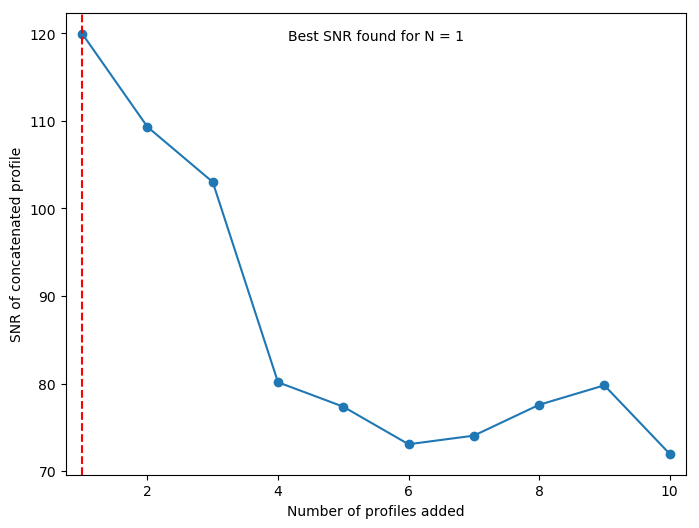 Best SNR found for N = 1
120
110
100
90
80
70
SNR of concatenated profile
2 4 6 8 10
Number of profiles added